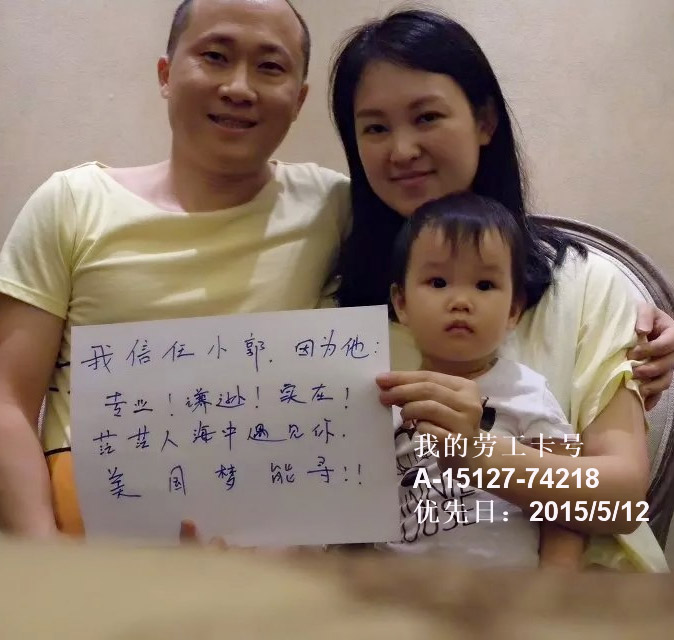 我信任小郭,因为他:
专业!谦逊!实在!
茫茫人海中遇见你,
美国梦能寻!!
我的劳工卡号
A-15127-74218
优先日:2015/5/12